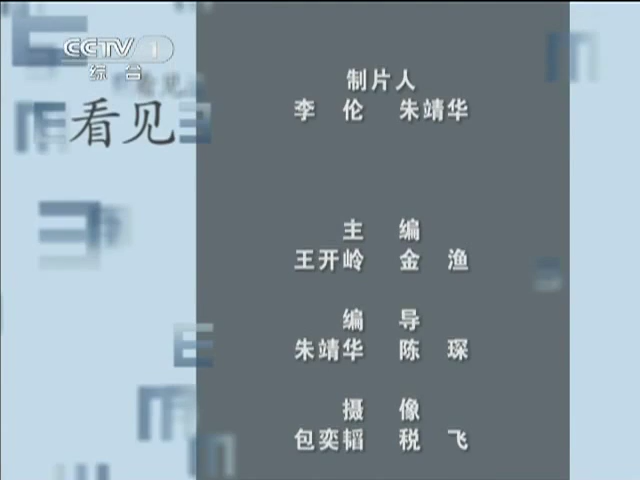 CCTV 1
综合
看见
制片人
李伦 朱靖华
主编
王开岭 金渔
编导
朱靖华 陈琛
摄像
包奕韬 税飞